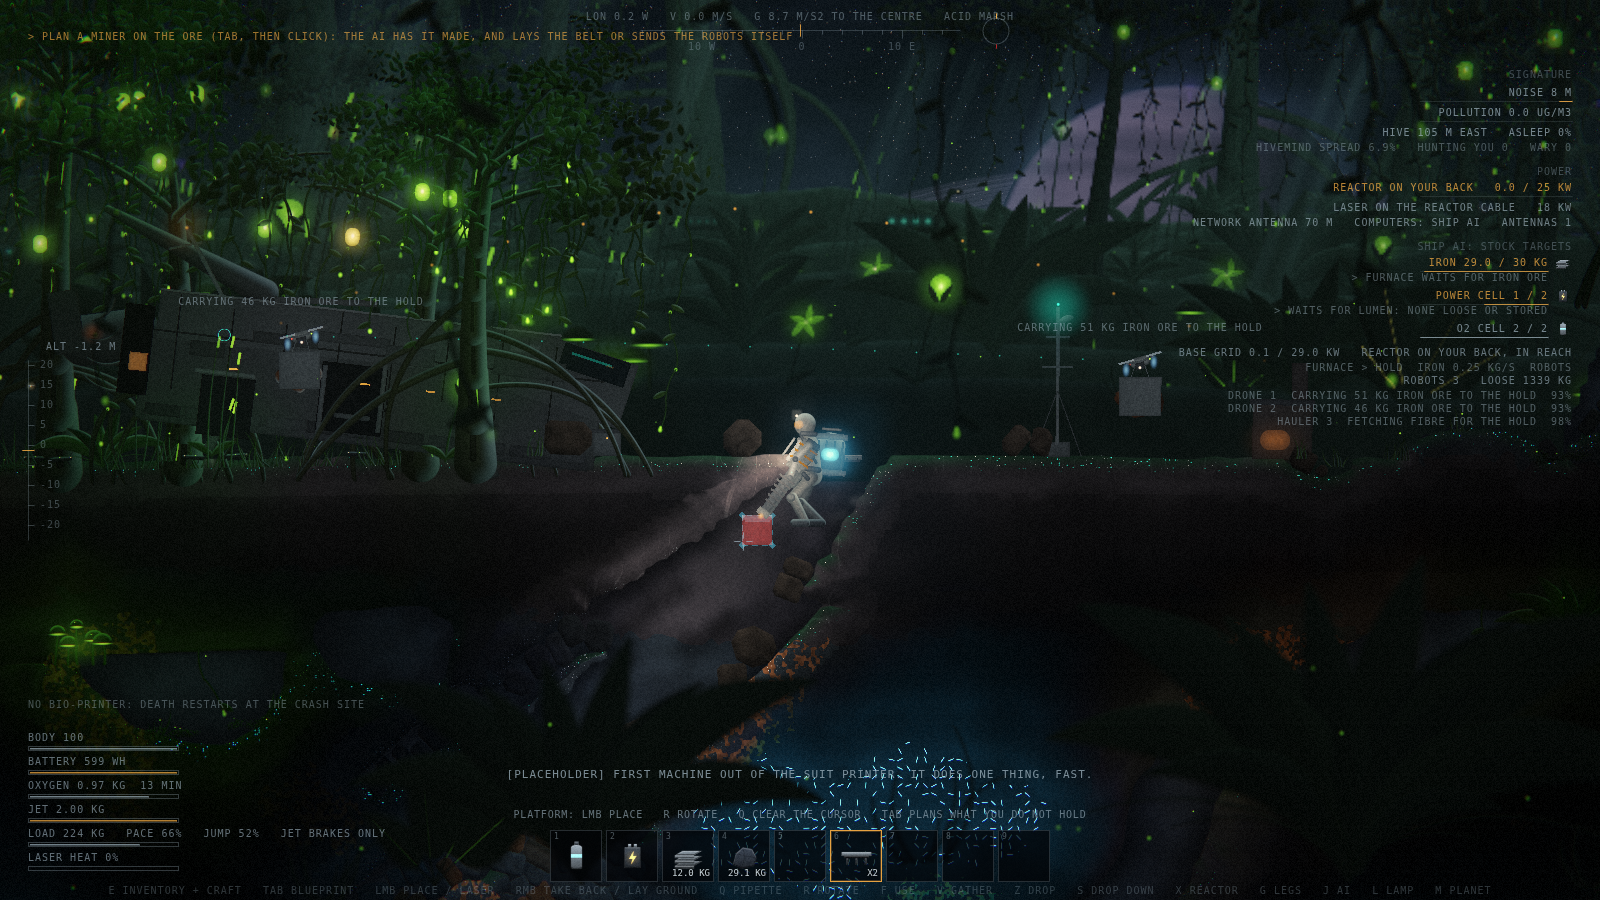 LON 0.2 W   V 0.0 M/S   G 8.7 M/S2 TO THE CENTRE   ACID MARSH
> PLAN A MINER ON THE ORE (TAB, THEN CLICK): THE AI HAS IT MADE, AND LAYS THE BELT OR SENDS THE ROBOTS ITSELF
10 W   0   10 E
SIGNATURE
NOISE 8 M
POLLUTION 0.0 UG/M3
HIVE 105 M EAST   ASLEEP 0%
HIVEMIND SPREAD 6.9%   HUNTING YOU 0   WARY 0
POWER
REACTOR ON YOUR BACK   0.0 / 25 KW
LASER ON THE REACTOR CABLE   18 KW
NETWORK ANTENNA 70 M   COMPUTERS: SHIP AI   ANTENNAS 1
SHIP AI: STOCK TARGETS
IRON 29.0 / 30 KG
> FURNACE WAITS FOR IRON ORE
POWER CELL 1 / 2
> WAITS FOR LUMEN: NONE LOOSE OR STORED
O2 CELL 2 / 2
BASE GRID 0.1 / 29.0 KW   REACTOR ON YOUR BACK, IN REACH
FURNACE > HOLD  IRON 0.25 KG/S  ROBOTS
ROBOTS 3   LOOSE 1339 KG
DRONE 1  CARRYING 51 KG IRON ORE TO THE HOLD  93%
DRONE 2  CARRYING 46 KG IRON ORE TO THE HOLD  93%
HAULER 3  FETCHING FIBRE FOR THE HOLD  98%
CARRYING 46 KG IRON ORE TO THE HOLD
CARRYING 51 KG IRON ORE TO THE HOLD
ALT -1.2 M
20
15
10
5
0
-5
-10
-15
-20
NO BIO-PRINTER: DEATH RESTARTS AT THE CRASH SITE
BODY 100
BATTERY 599 WH
OXYGEN 0.97 KG  13 MIN
JET 2.00 KG
LOAD 224 KG   PACE 66%   JUMP 52%   JET BRAKES ONLY
LASER HEAT 0%
[PLACEHOLDER] FIRST MACHINE OUT OF THE SUIT PRINTER. IT DOES ONE THING, FAST.
PLATFORM: LMB PLACE   R ROTATE   Q CLEAR THE CURSOR   TAB PLANS WHAT YOU DO NOT HOLD
1 2 3 4 5 6 7 8 9
12.0 KG   29.1 KG   X2
E INVENTORY + CRAFT   TAB BLUEPRINT   LMB PLACE / LASER   RMB TAKE BACK / LAY GROUND   Q PIPETTE   R ROTATE   F USE   V GATHER   Z DROP   S DROP DOWN   X REACTOR   G LEGS   J AI   L LAMP   M PLANET